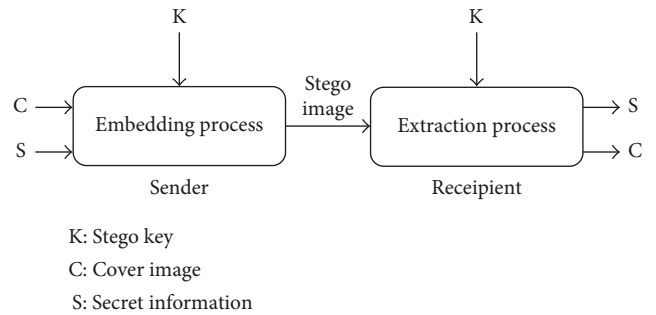 K
K
Stego
image
C
S
Embedding process
Extraction process
S
C
Sender
Receipient
K: Stego key
C: Cover image
S: Secret information